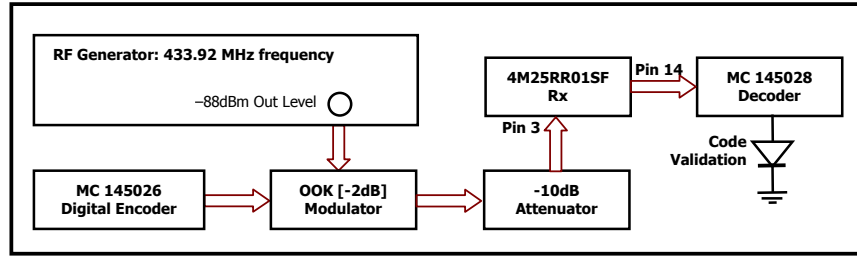 RF Generator: 433.92 MHz frequency
–88dBm Out Level
4M25RR01SF
Rx
Pin 14
MC 145028
Decoder
Pin 3
Code
Validation
MC 145026
Digital Encoder
OOK [-2dB]
Modulator
-10dB
Attenuator